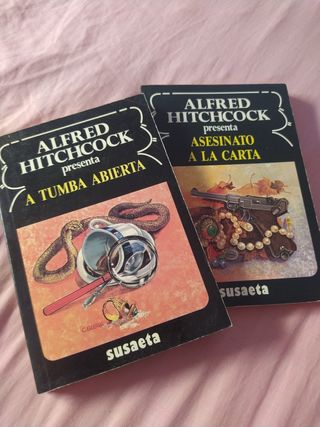 ALFRED
HITCHCOCK
presenta
A TUMBA ABIERTA
susaeta
ALFRED
HITCHCOCK
presenta
ASESINATO
A LA CARTA
susaeta